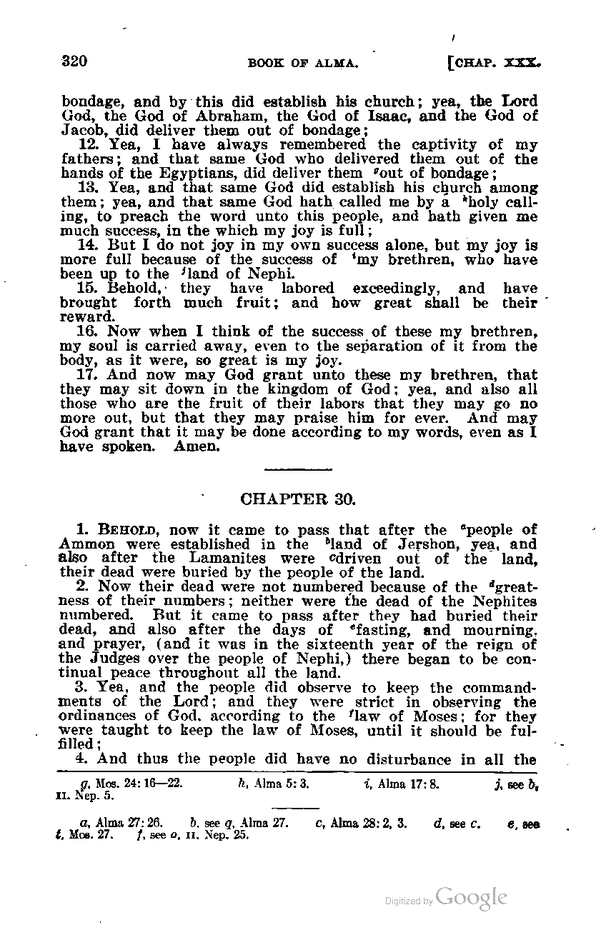 320 BOOK OF ALMA. [CHAP. XXX.
bondage, and by this did establish his church; yea, the Lord
God, the God of Abraham, the God of Isaac, and the God of
Jacob, did deliver them out of bondage;
12. Yea, I have always remembered the captivity of my
fathers; and that same God who delivered them out of the
hands of the Egyptians, did deliver them gout of bondage;
13. Yea, and that same God did establish his church among
them; yea, and that same God hath called me by a hholy call-
ing, to preach the word unto this people, and hath given me
much success, in the which my joy is full;
14. But I do not joy in my own success alone, but my joy is
more full because of the success of imy brethren, who have
been up to the jland of Nephi.
15. Behold, they have labored exceedingly, and have
brought forth much fruit; and how great shall be their
reward.
16. Now when I think of the success of these my brethren,
my soul is carried away, even to the separation of it from the
body, as it were, so great is my joy.
17. And now may God grant unto these my brethren, that
they may sit down in the kingdom of God; yea, and also all
those who are the fruit of their labors that they may go no
more out, but that they may praise him for ever. And may
God grant that it may be done according to my words, even as I
have spoken. Amen.
CHAPTER 30.
1. BEHOLD, now it came to pass that after the apeople of
Ammon were established in the bland of Jershon, yea, and
also after the Lamanites were cdriven out of the land,
their dead were buried by the people of the land.
2. Now their dead were not numbered because of the dgreat-
ness of their numbers; neither were the dead of the Nephites
numbered. But it came to pass after they had buried their
dead, and also after the days of efasting, and mourning,
and prayer, (and it was in the sixteenth year of the reign of
the Judges over the people of Nephi,) there began to be con-
tinual peace throughout all the land.
3. Yea, and the people did observe to keep the command-
ments of the Lord; and they were strict in observing the
ordinances of God, according to the flaw of Moses; for they
were taught to keep the law of Moses, until it should be ful-
filled;
4. And thus the people did have no disturbance in all the
g, Mos. 24: 16—22. h, Alma 5: 3. i, Alma 17: 8. j, see b,
II. Nep. 5.
a, Alma 27: 26. b, see q, Alma 27. c, Alma 28: 2, 3. d, see c. e, see
t, Mos. 27. f, see o, II. Nep. 25.
Digitized by Google